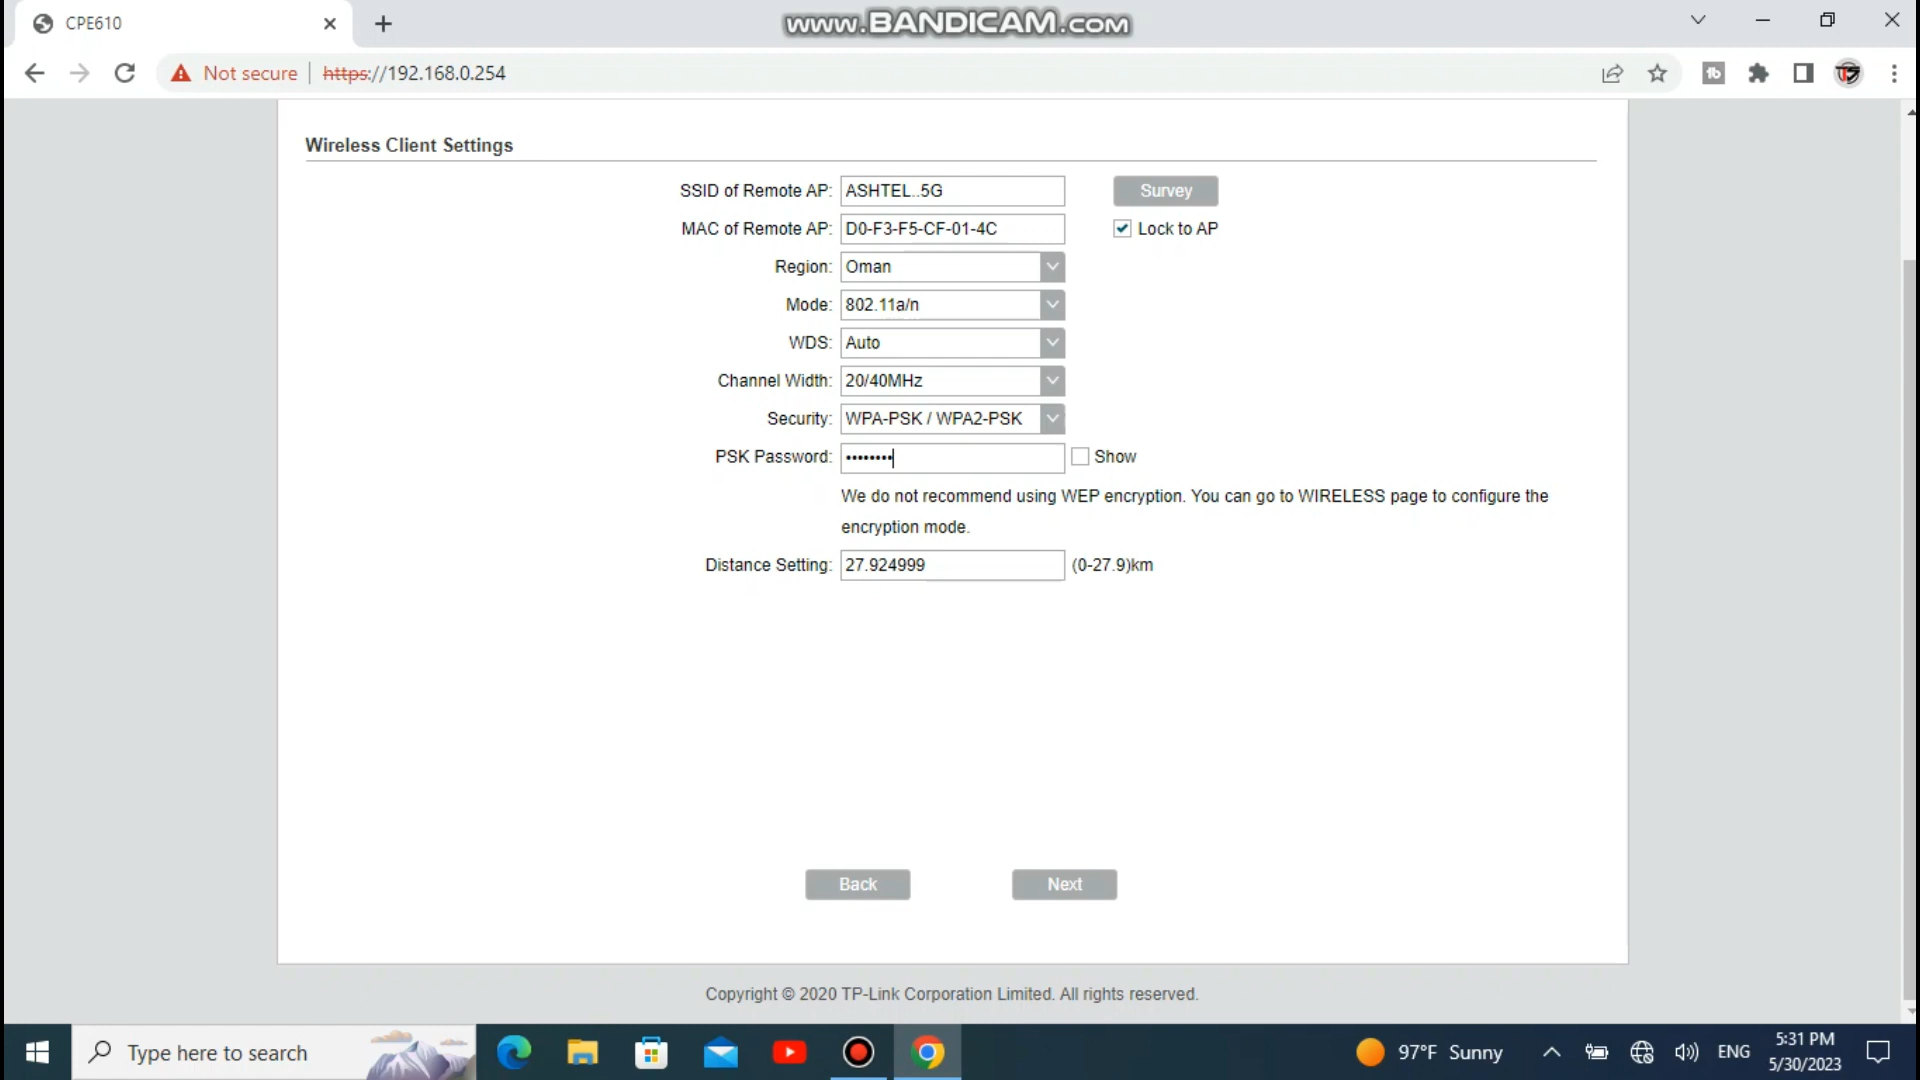 CPE610
www.BANDICAM.com
Not secure
https://192.168.0.254
Wireless Client Settings
SSID of Remote AP: ASHTEL..5G Survey
MAC of Remote AP: D0-F3-F5-CF-01-4C Lock to AP
Region: Oman
Mode: 802.11a/n
WDS: Auto
Channel Width: 20/40MHz
Security: WPA-PSK / WPA2-PSK
PSK Password: •••••••• Show
We do not recommend using WEP encryption. You can go to WIRELESS page to configure the
encryption mode.
Distance Setting: 27.924999 (0-27.9)km
Back Next
Copyright © 2020 TP-Link Corporation Limited. All rights reserved.
Type here to search
97°F Sunny
ENG
5:31 PM
5/30/2023